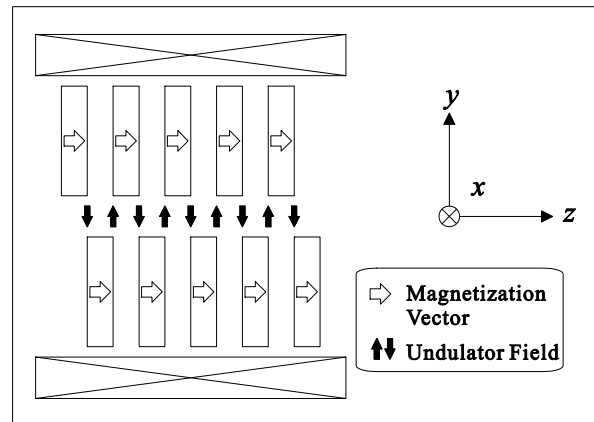 y
x
z
Magnetization
Vector
Undulator Field